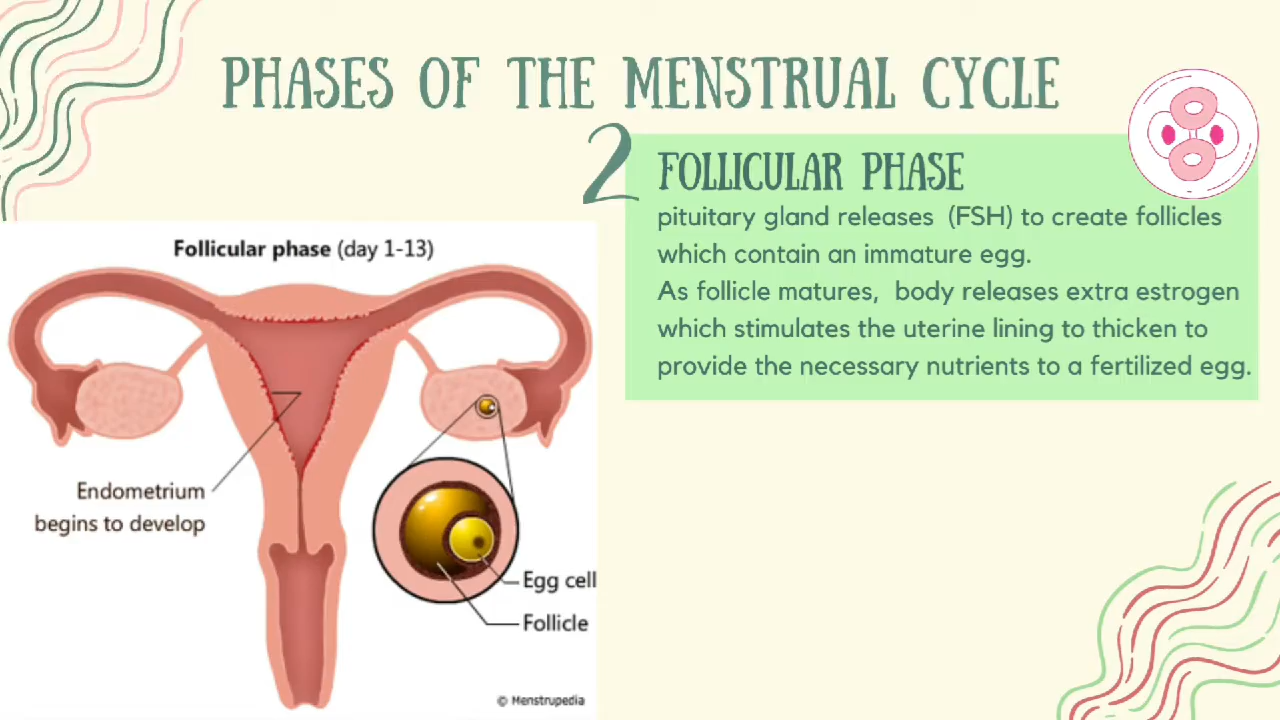 PHASES OF THE MENSTRUAL CYCLE
2
FOLLICULAR PHASE
pituitary gland releases (FSH) to create follicles
which contain an immature egg.
As follicle matures, body releases extra estrogen
which stimulates the uterine lining to thicken to
provide the necessary nutrients to a fertilized egg.
Follicular phase (day 1-13)
Endometrium
begins to develop
Egg cell
Follicle
© Menstrupedia